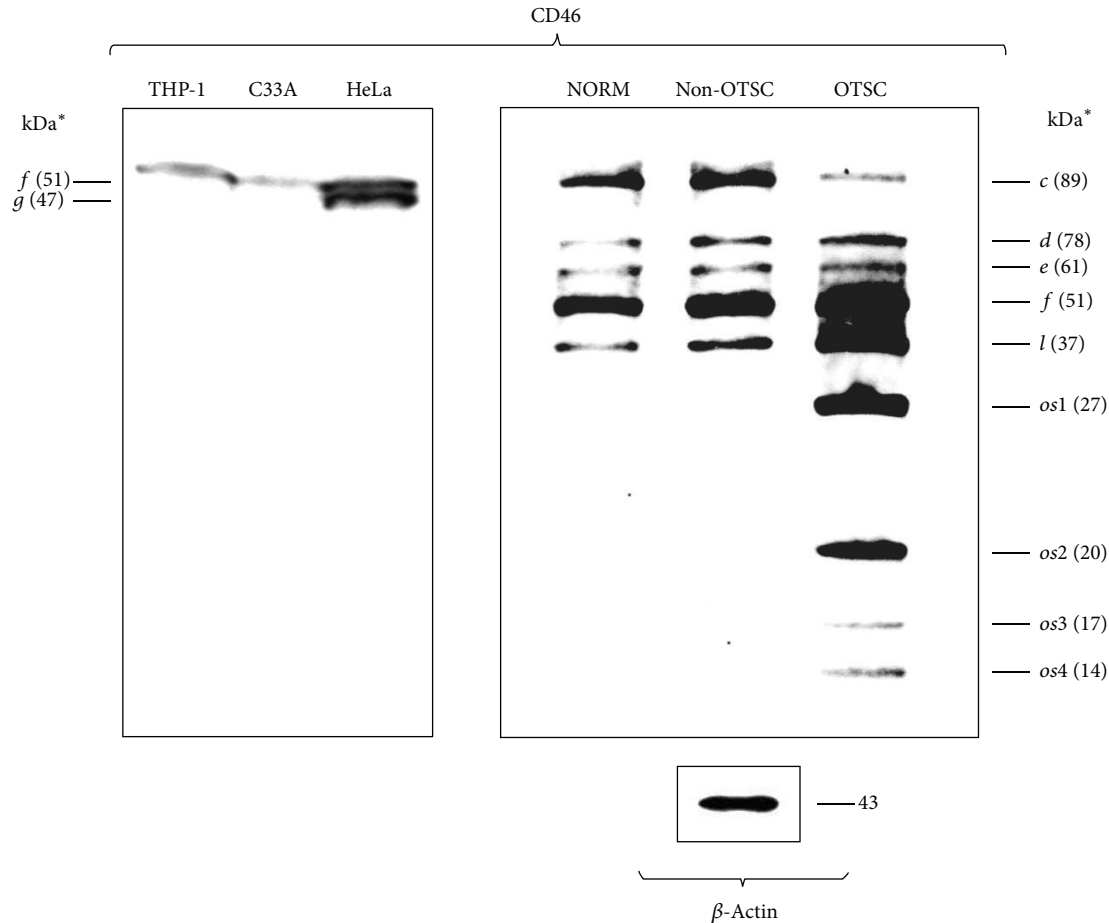 CD46
THP-1 C33A HeLa
NORM Non-OTSC OTSC
kDa*
f (51)
g (47)
kDa*
c (89)
d (78)
e (61)
f (51)
l (37)
os1 (27)
os2 (20)
os3 (17)
os4 (14)
43
β-Actin